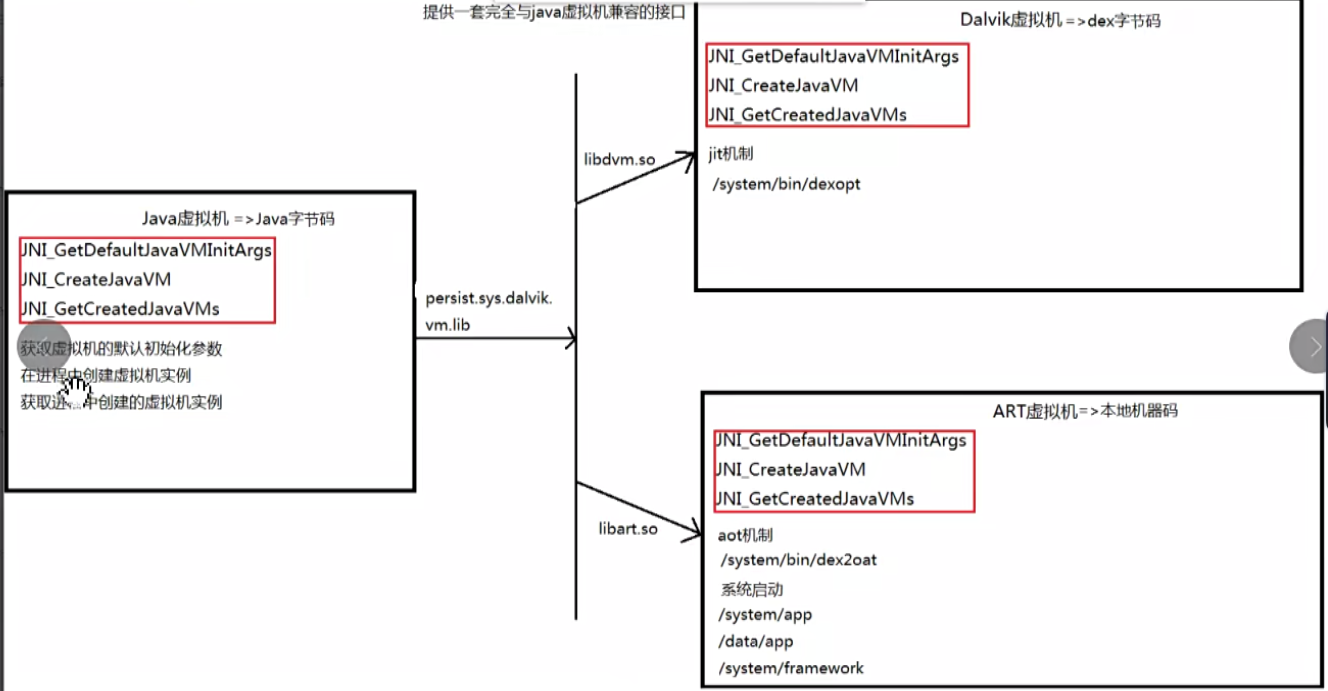 提供一套完全与java虚拟机兼容的接口
Dalvik虚拟机 =>dex字节码
JNI_GetDefaultJavaVMInitArgs
JNI_CreateJavaVM
JNI_GetCreatedJavaVMs
jit机制
/system/bin/dexopt
libdvm.so
Java虚拟机 =>Java字节码
JNI_GetDefaultJavaVMInitArgs
JNI_CreateJavaVM
JNI_GetCreatedJavaVMs
获取虚拟机的默认初始化参数
在进程中创建虚拟机实例
获取进程中创建的虚拟机实例
persist.sys.dalvik.
vm.lib
libart.so
ART虚拟机=>本地机器码
JNI_GetDefaultJavaVMInitArgs
JNI_CreateJavaVM
JNI_GetCreatedJavaVMs
aot机制
/system/bin/dex2oat
系统启动
/system/app
/data/app
/system/framework